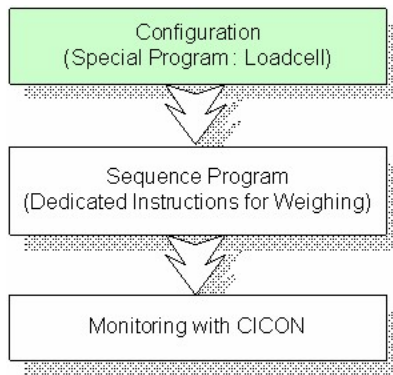 Configuration
(Special Program : Loadcell)
Sequence Program
(Dedicated Instructions for Weighing)
Monitoring with CICON